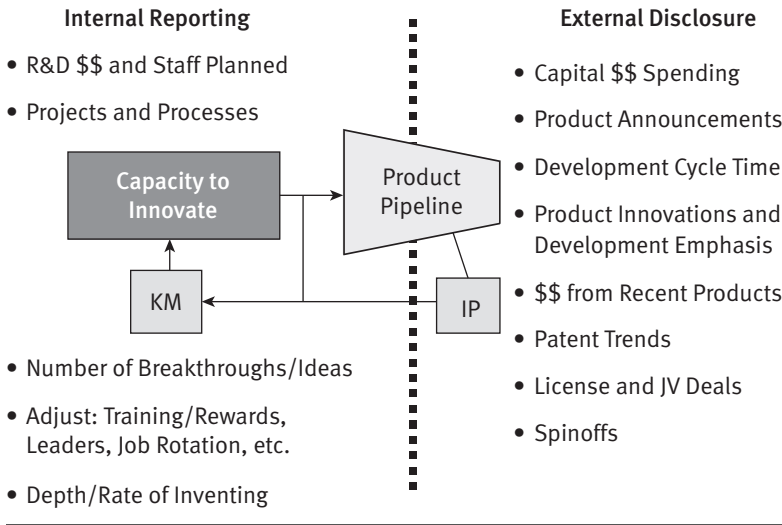 Internal Reporting
• R&D $$ and Staff Planned
• Projects and Processes
Capacity to
Innovate
KM
• Number of Breakthroughs/Ideas
• Adjust: Training/Rewards,
Leaders, Job Rotation, etc.
• Depth/Rate of Inventing
Product
Pipeline
IP
External Disclosure
• Capital $$ Spending
• Product Announcements
• Development Cycle Time
• Product Innovations and
Development Emphasis
• $$ from Recent Products
• Patent Trends
• License and JV Deals
• Spinoffs